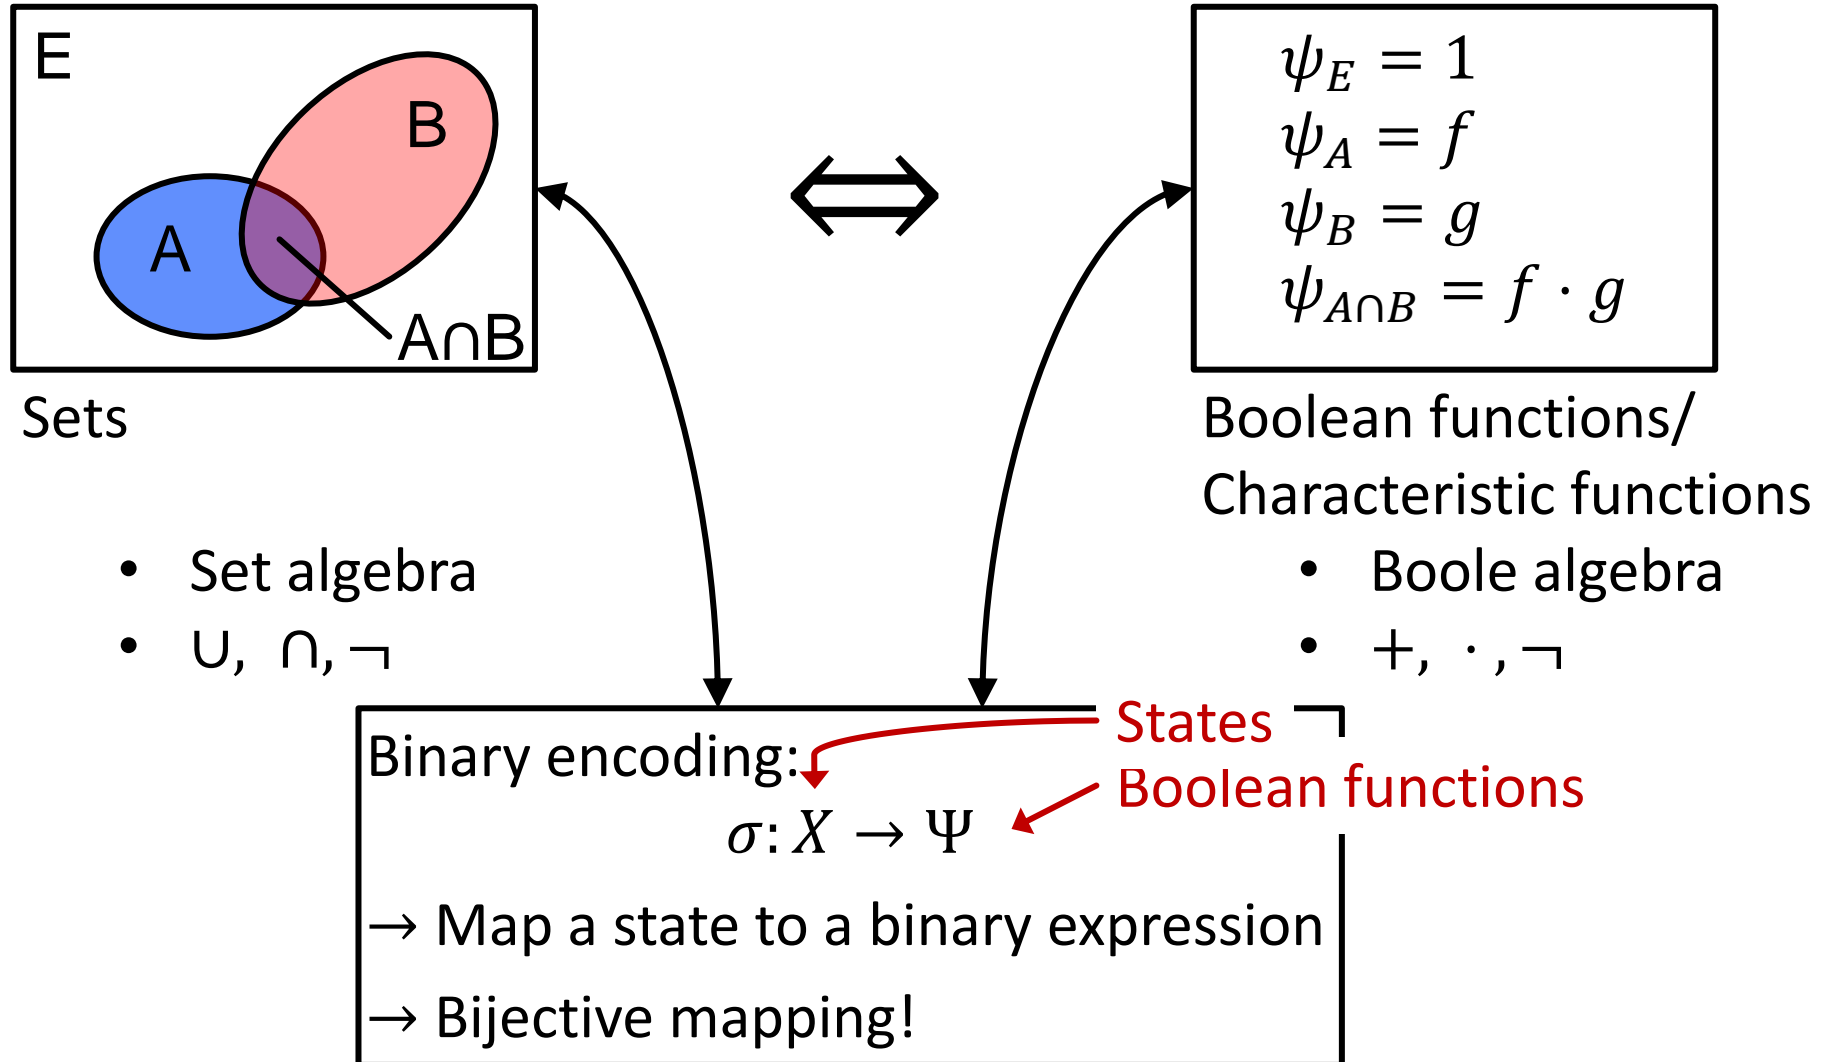 E
B
A
A∩B
Sets
• Set algebra
• ∪, ∩, ¬
ψ_E = 1
ψ_A = f
ψ_B = g
ψ_{A∩B} = f · g
Boolean functions/
Characteristic functions
• Boole algebra
• +, · , ¬
States
Binary encoding:
Boolean functions
σ: X → Ψ
→ Map a state to a binary expression
→ Bijective mapping!